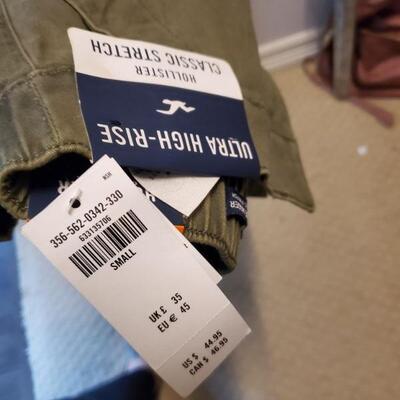 HOLLISTER
CLASSIC STRETCH
ULTRA HIGH-RISE
ASH
356-562-0342-330
633135706
SMALL
UK £ 35
EU € 45
US $ 44.95
CAN $ 46.95